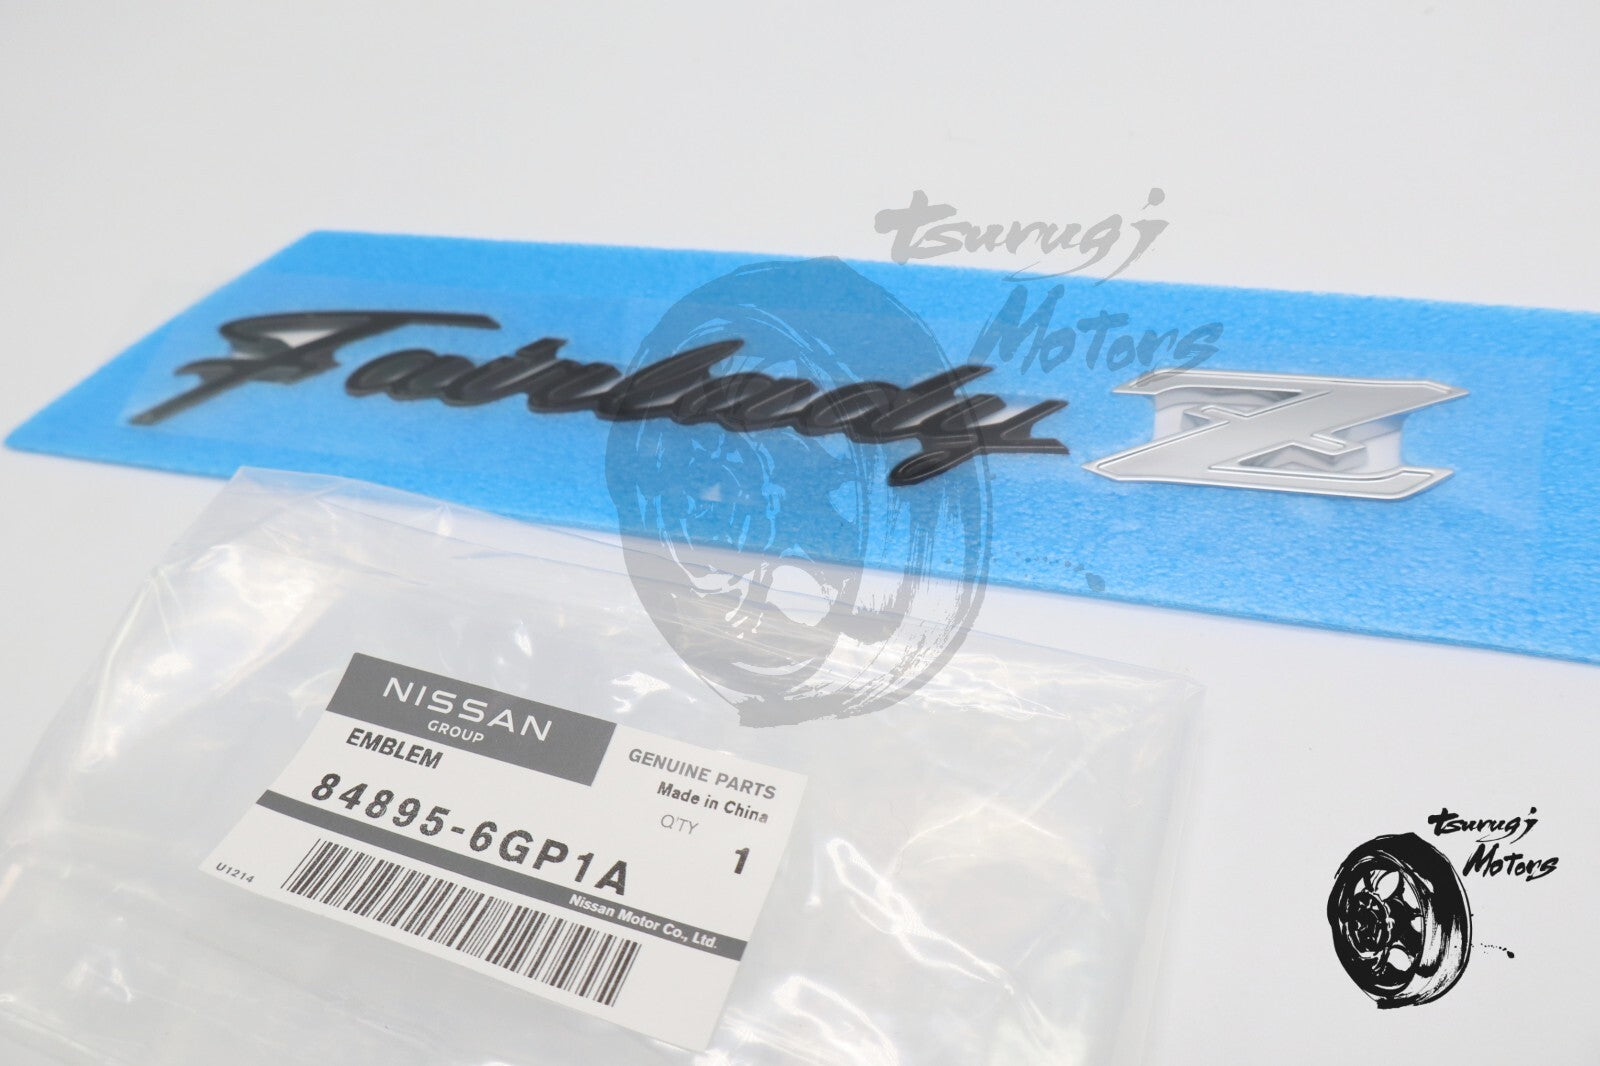 tsurugi
Motors
Fairlady Z
NISSAN
GROUP
EMBLEM
GENUINE PARTS
Made in China
84895-6GP1A
Q'TY
1
U1214
Nissan Motor Co., Ltd.
tsurugi
Motors